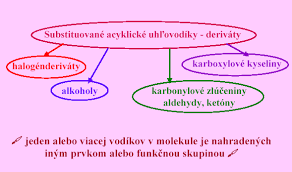 Substituované acyklické uhľovodíky - deriváty
halogénderiváty
karboxylové kyseliny
alkoholy
karbonylové zlúčeniny
aldehydy, ketóny
jeden alebo viacej vodíkov v molekule je nahradených
iným prvkom alebo funkčnou skupinou